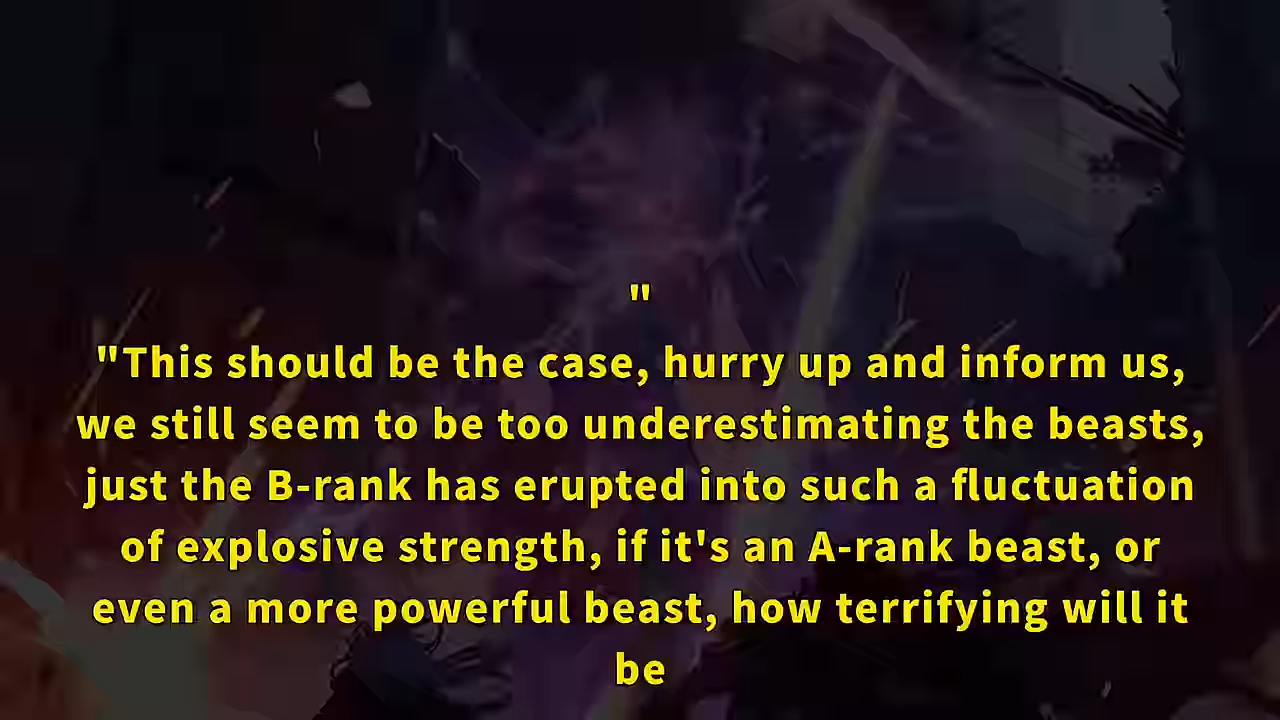 "
"This should be the case, hurry up and inform us,
we still seem to be too underestimating the beasts,
just the B-rank has erupted into such a fluctuation
of explosive strength, if it's an A-rank beast, or
even a more powerful beast, how terrifying will it
be